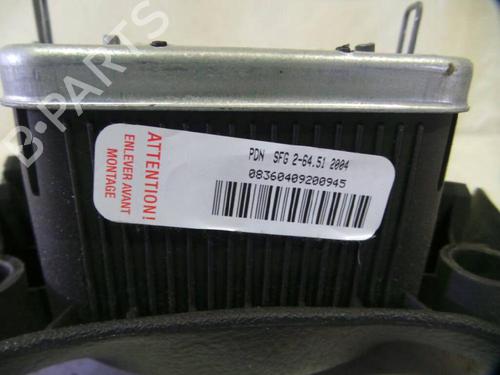 B-PARTS
ATTENTION!
ENLEVER AVANT
MONTAGE
PDN SFG 2-64.51 2004
08360409200945